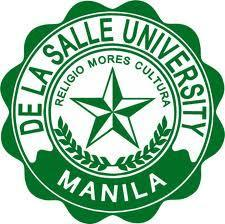 DE LA SALLE UNIVERSITY
RELIGIO MORES CULTURA
MANILA